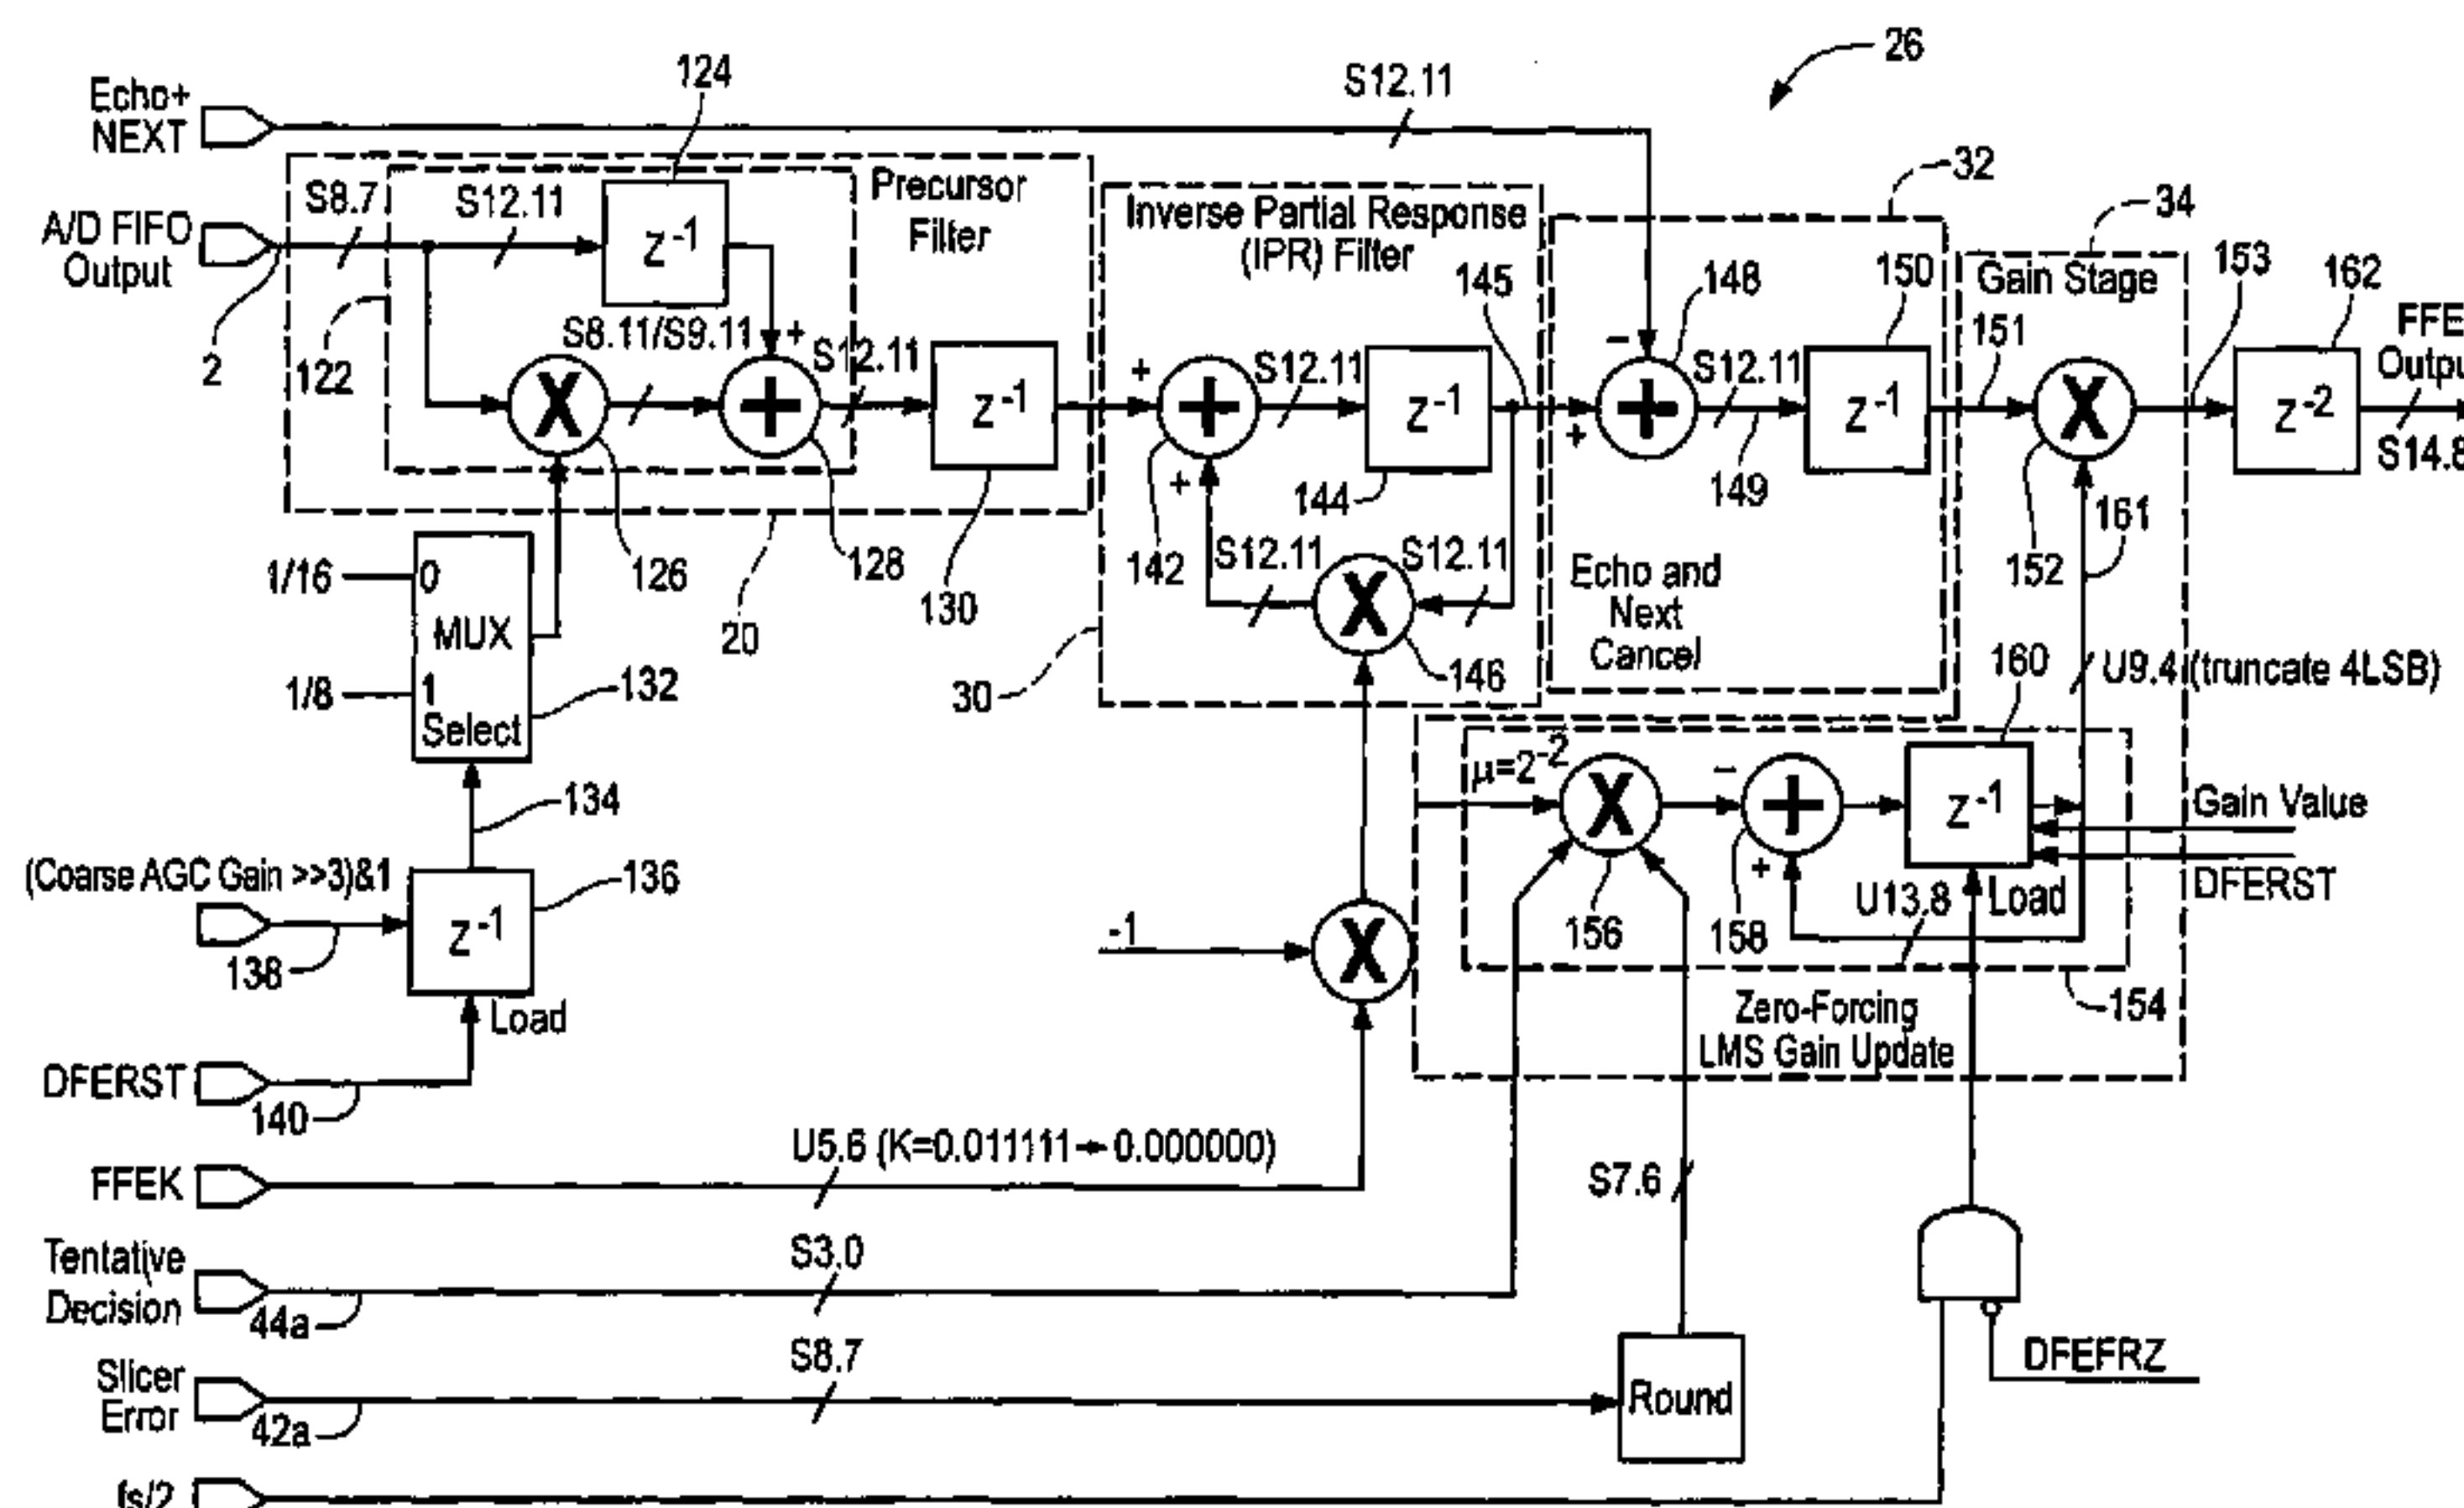 26
Echo+
NEXT
124
S12.11
32
34
Precursor
Filter
Inverse Partial Response
(IPR) Filter
A/D FIFO
Output
S8.7
S12.11
z-1
145
148
150
Gain Stage
153
162
2
122
S8.11/S9.11
+
S12.11
z-1
+
S12.11
z-1
−
S12.11
z-1
151
z-2
S14.8
X
+
+
+
+
+
X
126
128
130
20
142
144
149
152
161
1/16
0
MUX
1/8
1
Select
132
S12.11
S12.11
X
146
30
Echo and
Next
Cancel
160
U9.4 (truncate 4LSB)
134
μ=2-2
X
−
+
+
z-1
Gain Value
DFERST
Load
156
158
U13.8
154
Zero-Forcing
LMS Gain Update
(Coarse AGC Gain >>3)&1
138
z-1
136
Load
-1
X
DFERST
140
FFEK
U5.6 (K=0.011111→0.000000)
S7.6
Tentative
Decision
44a
S3.0
Slicer
Error
42a
S8.7
Round
DFEFRZ
fs/2